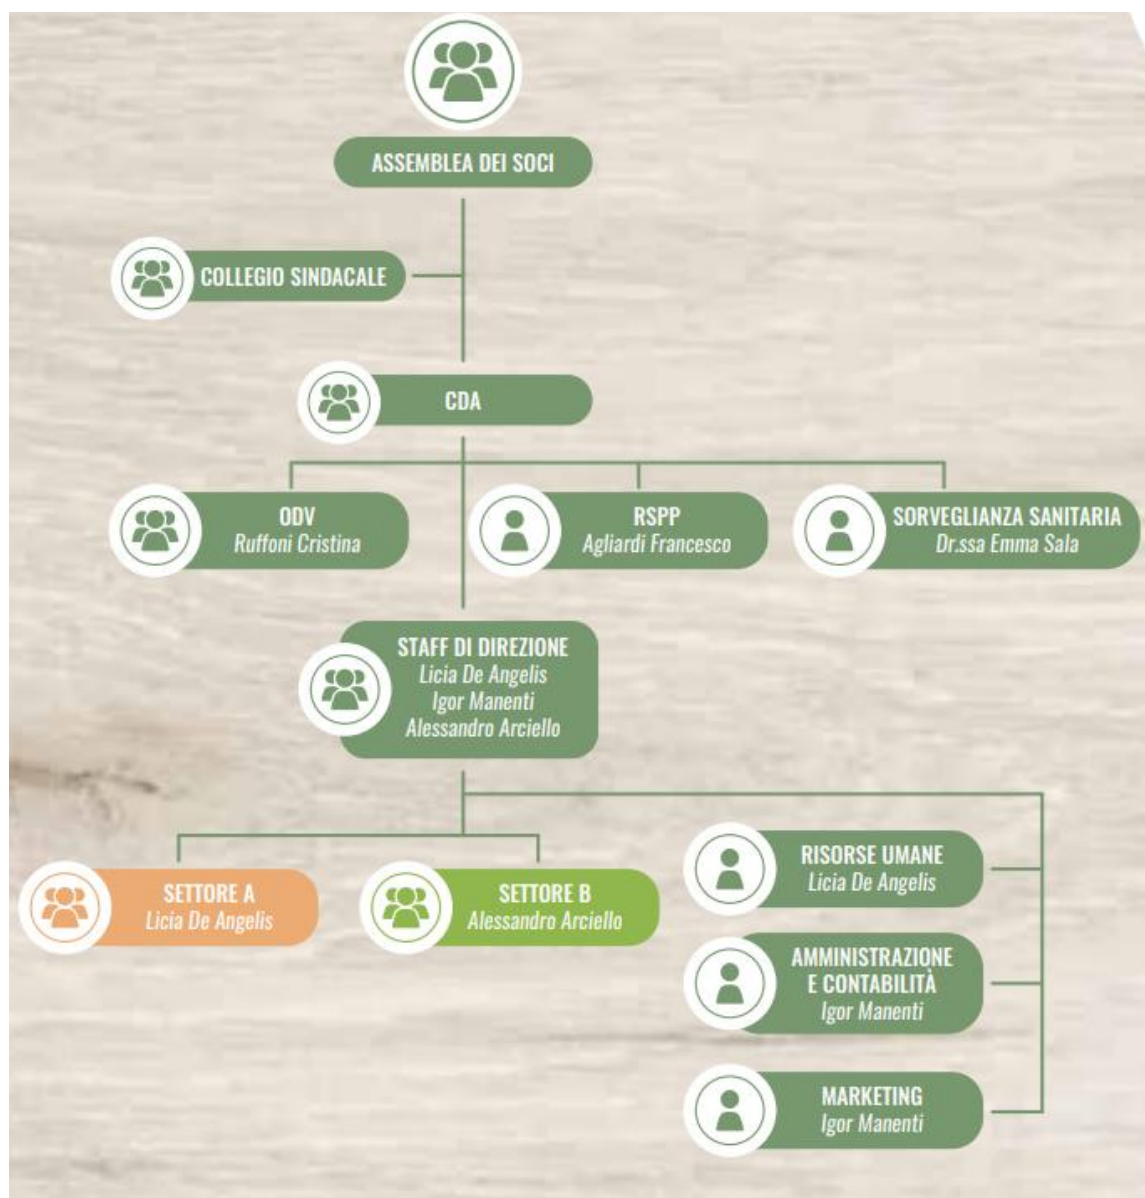 ASSEMBLEA DEI SOCI
COLLEGIO SINDACALE
CDA
ODV
Ruffoni Cristina
RSPP
Agliardi Francesco
SORVEGLIANZA SANITARIA
Dr.ssa Emma Sala
STAFF DI DIREZIONE
Licia De Angelis
Igor Manenti
Alessandro Arciello
SETTORE A
Licia De Angelis
SETTORE B
Alessandro Arciello
RISORSE UMANE
Licia De Angelis
AMMINISTRAZIONE
E CONTABILITÀ
Igor Manenti
MARKETING
Igor Manenti